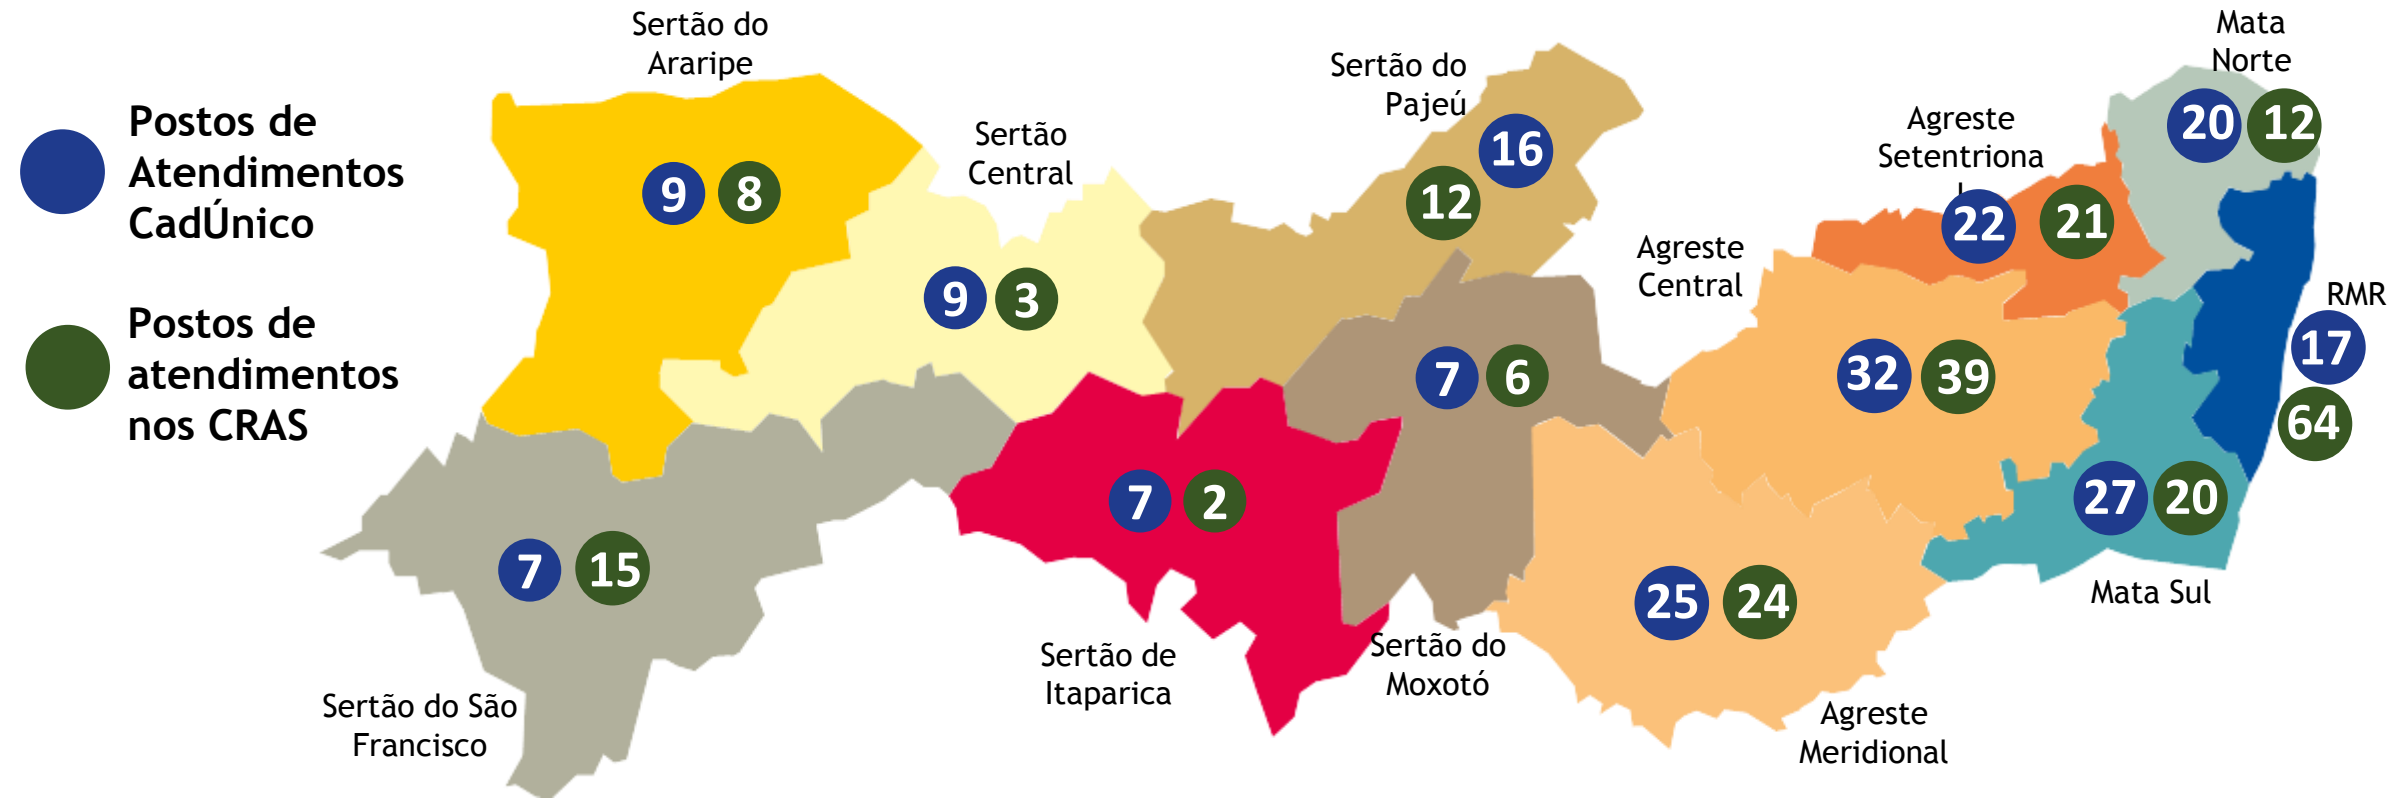 Postos de
Atendimentos
CadÚnico
Postos de
atendimentos
nos CRAS
Sertão do
Araripe
9 8
Sertão
Central
9 3
Sertão do
Pajeú
16
12
Agreste
Setentriona
l
22 21
Mata
Norte
20 12
Agreste
Central
32 39
RMR
17
64
7 6
Sertão do
Moxotó
7 2
Sertão de
Itaparica
7 15
Sertão do São
Francisco
25 24
Agreste
Meridional
27 20
Mata Sul